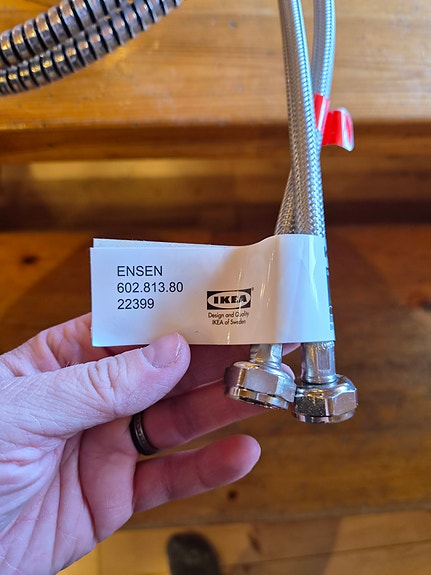 ENSEN
602.813.80
22399
IKEA®
Design and Quality
IKEA of Sweden